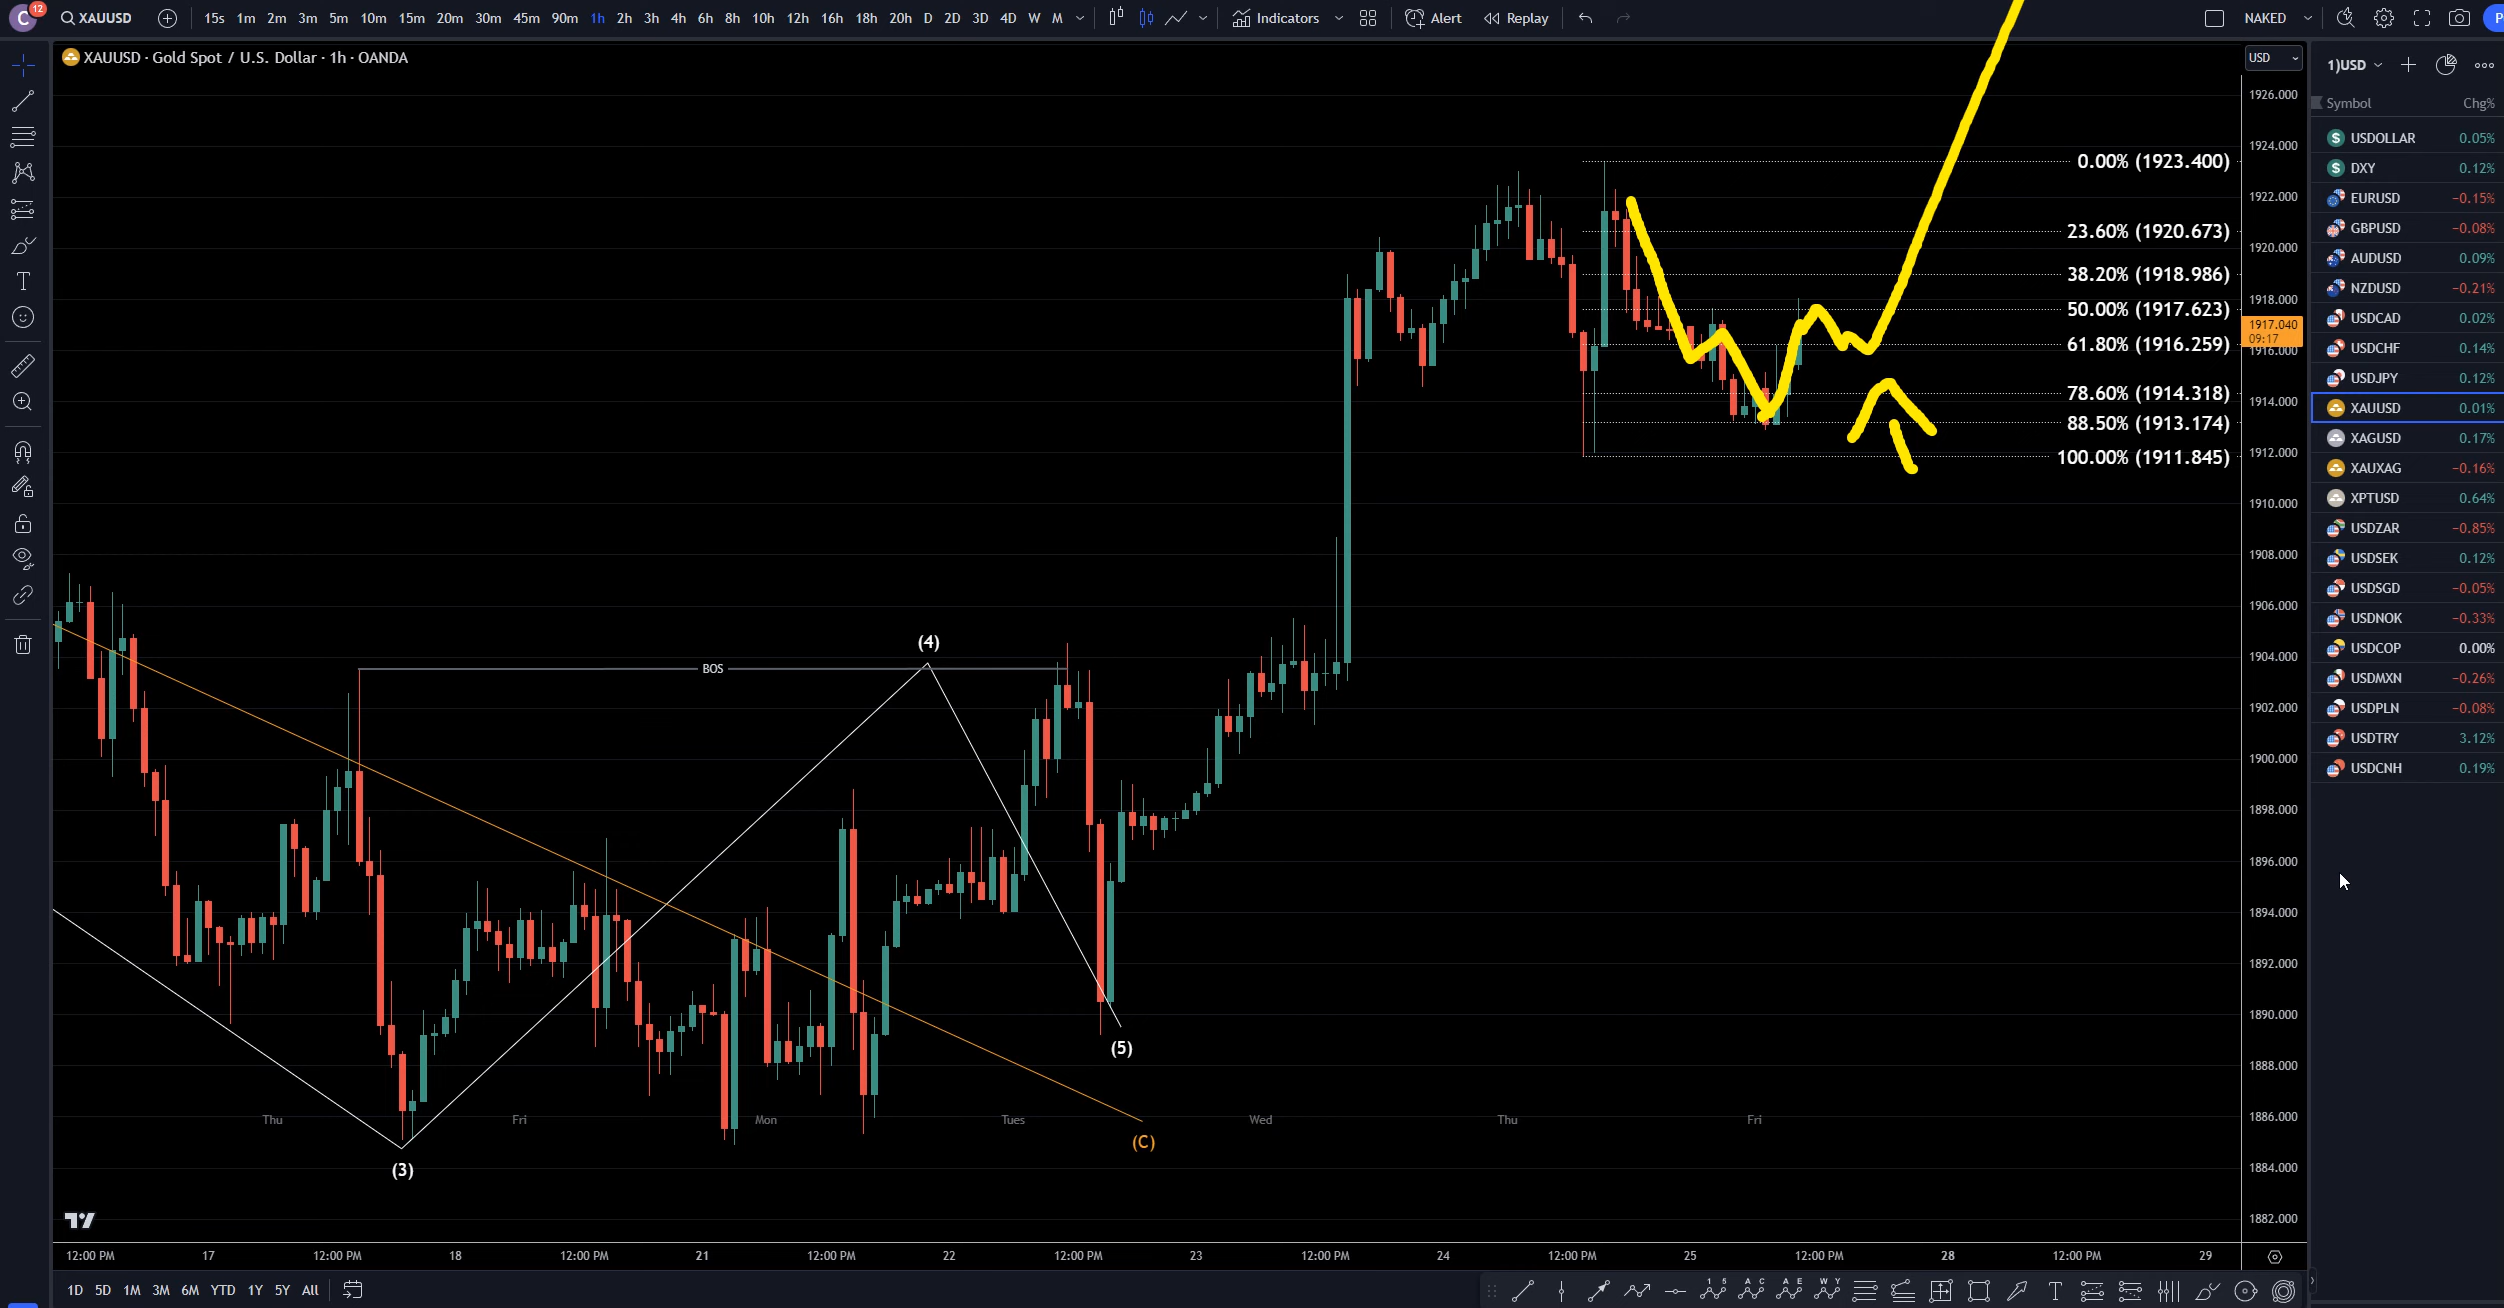 C 12 XAUUSD 15s 1m 2m 3m 5m 10m 15m 20m 30m 45m 90m 1h 2h 3h 4h 6h 8h 10h 12h 16h 18h 20h D 2D 3D 4D W M Indicators Alert Replay NAKED
XAUUSD · Gold Spot / U.S. Dollar · 1h · OANDA
USD
1926.000
1924.000
1922.000
1920.000
1918.000
1917.040
09:17
1916.000
1914.000
1912.000
1910.000
1908.000
1906.000
1904.000
1902.000
1900.000
1898.000
1896.000
1894.000
1892.000
1890.000
1888.000
1886.000
1884.000
1882.000
0.00% (1923.400)
23.60% (1920.673)
38.20% (1918.986)
50.00% (1917.623)
61.80% (1916.259)
78.60% (1914.318)
88.50% (1913.174)
100.00% (1911.845)
(4)
BOS
(5)
Thu Fri Mon Tues Wed Thu Fri
(C)
(3)
12:00 PM 17 12:00 PM 18 12:00 PM 21 12:00 PM 22 12:00 PM 23 12:00 PM 24 12:00 PM 25 12:00 PM 28 12:00 PM 29
1D 5D 1M 3M 6M YTD 1Y 5Y All
1)USD
Symbol Chg%
USDOLLAR 0.05%
DXY 0.12%
EURUSD −0.15%
GBPUSD −0.08%
AUDUSD 0.09%
NZDUSD −0.21%
USDCAD 0.02%
USDCHF 0.14%
USDJPY 0.12%
XAUUSD 0.01%
XAGUSD 0.17%
XAUXAG −0.16%
XPTUSD 0.64%
USDZAR −0.85%
USDSEK 0.12%
USDSGD −0.05%
USDNOK −0.33%
USDCOP 0.00%
USDMXN −0.26%
USDPLN −0.08%
USDTRY 3.12%
USDCNH 0.19%